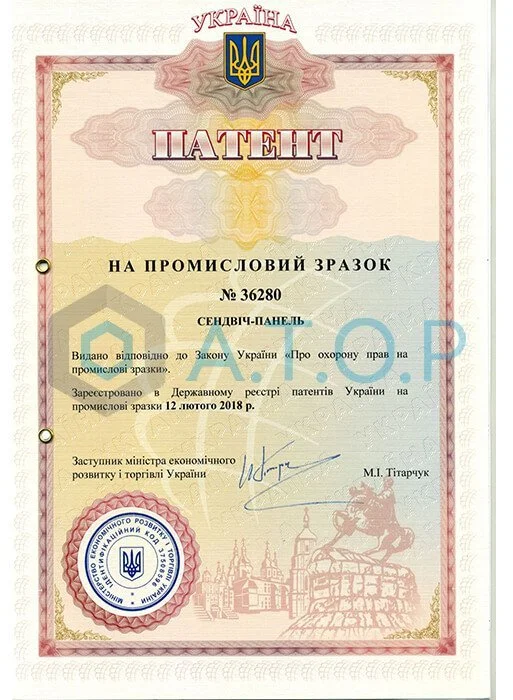 УКРАЇНА
ПАТЕНТ
НА ПРОМИСЛОВИЙ ЗРАЗОК
№ 36280
СЕНДВІЧ-ПАНЕЛЬ
A.T.O.P
Видано відповідно до Закону України «Про охорону прав на
промислові зразки».
Зареєстровано в Державному реєстрі патентів України на
промислові зразки 12 лютого 2018 р.
Заступник міністра економічного
розвитку і торгівлі України
М.І. Тітарчук
МІНІСТЕРСТВО ЕКОНОМІЧНОГО РОЗВИТКУ І ТОРГІВЛІ УКРАЇНИ
ІДЕНТИФІКАЦІЙНИЙ КОД 37508596